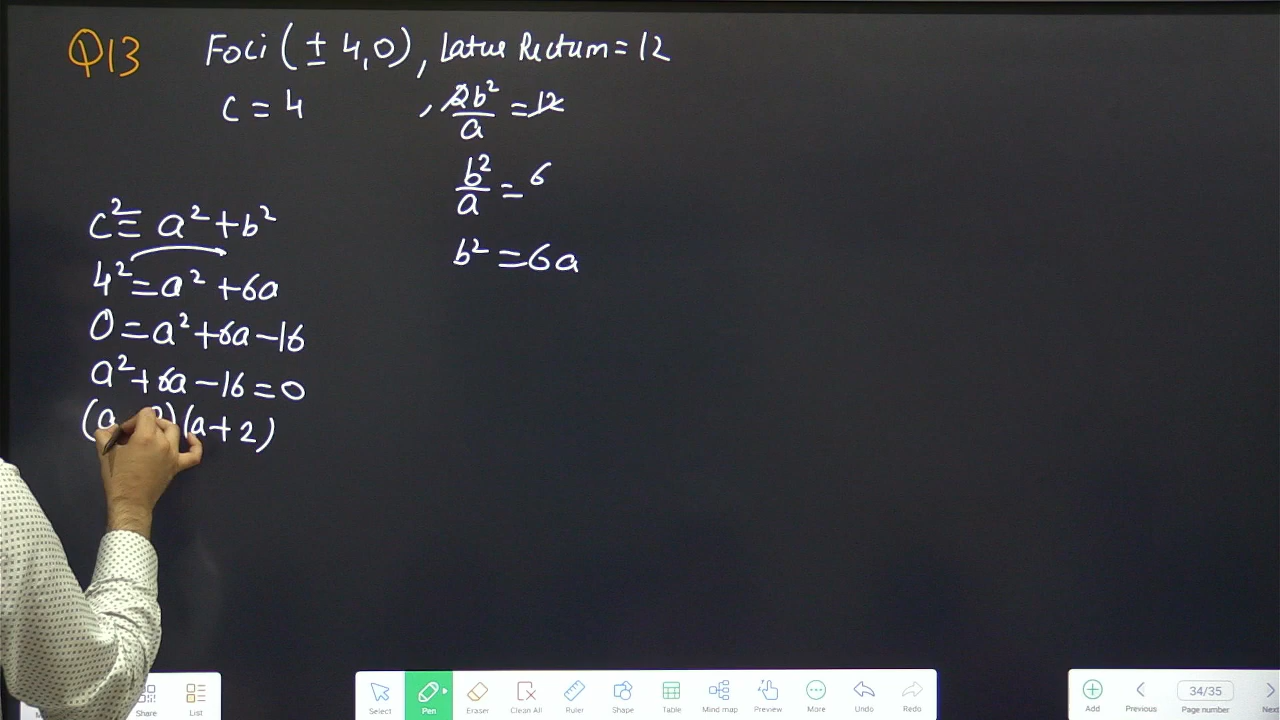 Q13 Foci (± 4,0), Latus Rectum = 12
c = 4
2b²/a = 12
b²/a = 6
b² = 6a
c² = a² + b²
4² = a² + 6a
0 = a² + 6a - 16
a² + 6a - 16 = 0
(a )(a + 2)
Share
List
Select
Pen
Eraser
Clean All
Ruler
Shape
Table
Mind map
Preview
More
Undo
Redo
Add
Previous
34/35
Page number
Next